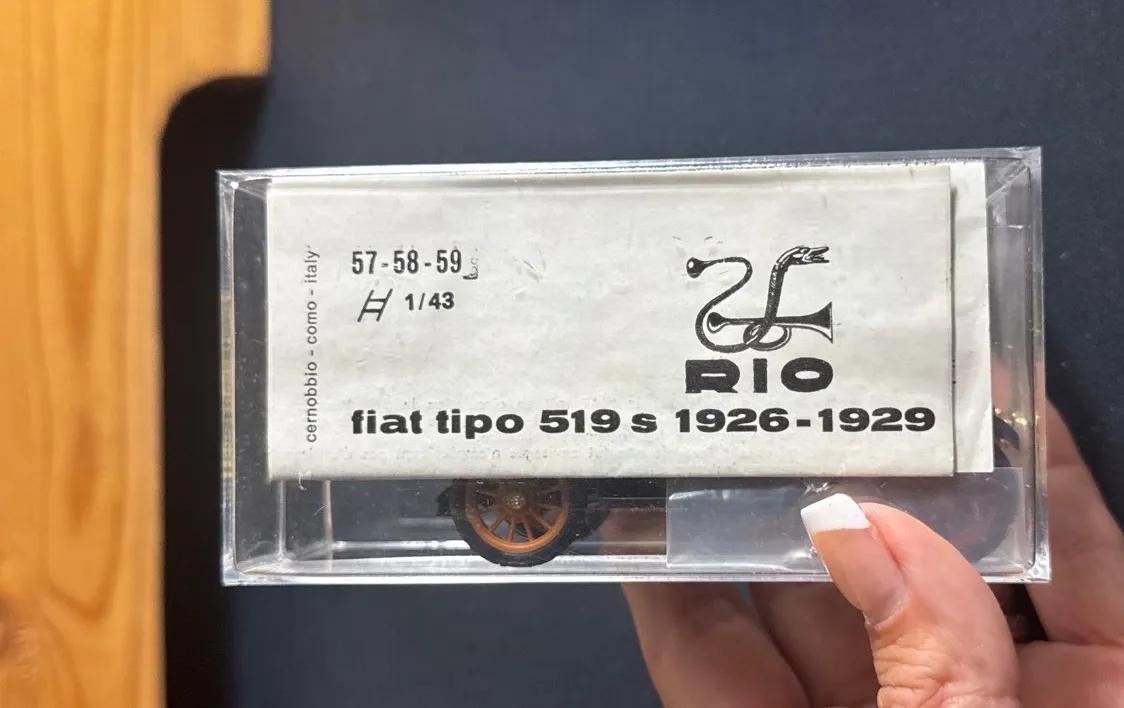 57-58-59
H 1/43
RIO
fiat tipo 519 s 1926-1929
cernobbio - como - italy